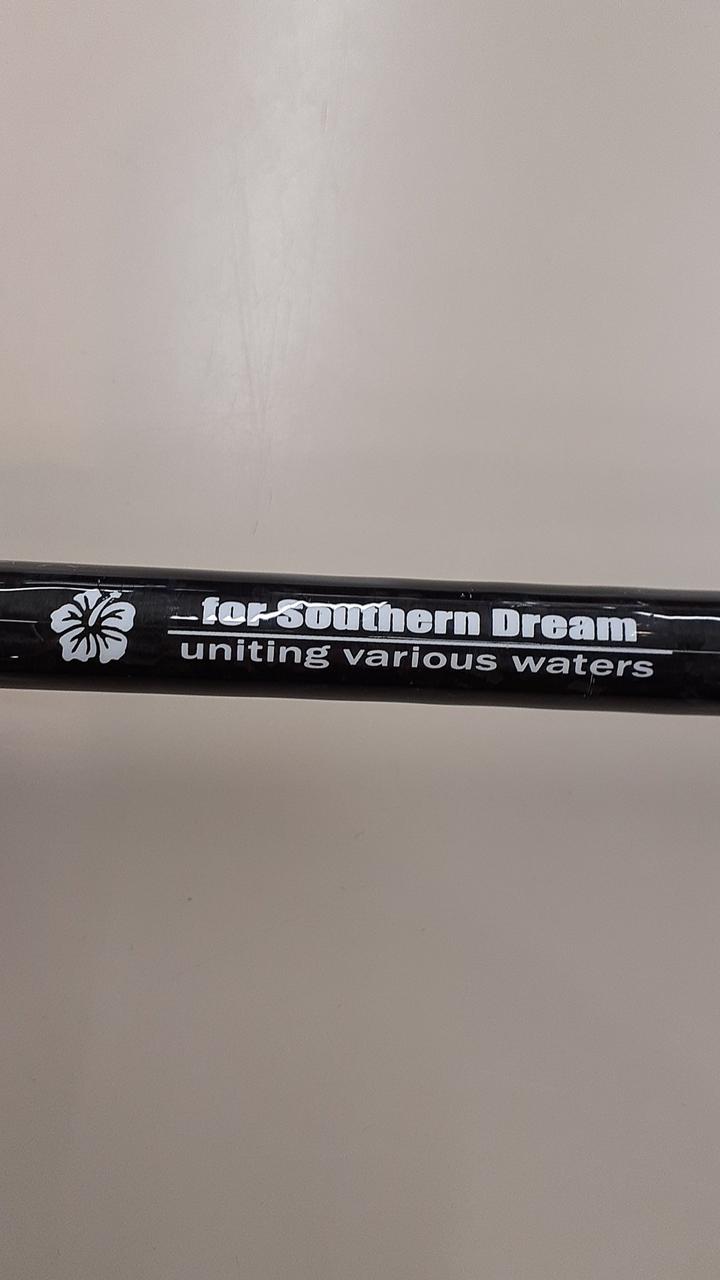 for Southern Dream
uniting various waters